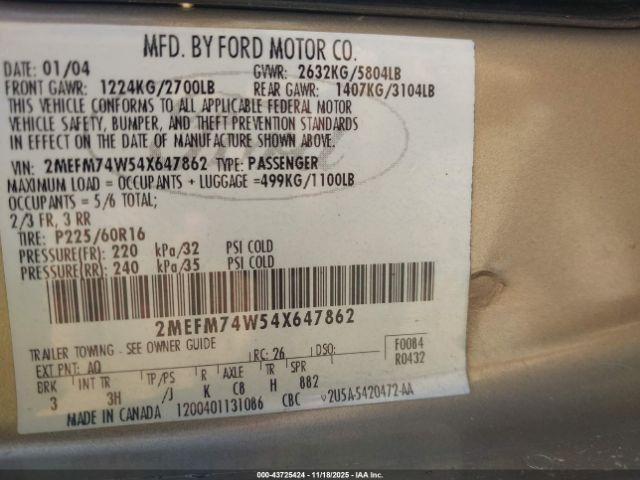 MFD. BY FORD MOTOR CO.
DATE: 01/04 GVWR: 2632KG/5804LB
FRONT GAWR: 1224KG/2700LB REAR GAWR: 1407KG/3104LB
THIS VEHICLE CONFORMS TO ALL APPLICABLE FEDERAL MOTOR
VEHICLE SAFETY, BUMPER, AND THEFT PREVENTION STANDARDS
IN EFFECT ON THE DATE OF MANUFACTURE SHOWN ABOVE.
VIN: 2MEFM74W54X647862 TYPE: PASSENGER
MAXIMUM LOAD = OCCUPANTS + LUGGAGE =499KG/1100LB
OCCUPANTS = 5/6 TOTAL;
2/3 FR, 3 RR
TIRE: P225/60R16
PRESSURE(FR): 220 kPa/32 PSI COLD
PRESSURE(RR): 240 kPa/35 PSI COLD
2MEFM74W54X647862
TRAILER TOWING - SEE OWNER GUIDE F0084
EXT PNT: AQ RC: 26 DSO: R0432
BRK INT TR TP/PS R AXLE TR SPR
3 3H /J K C8 H 882
MADE IN CANADA 1200401131086 CBC v2U5A-5420472-AA
000-43725424 - 11/18/2025 - IAA Inc.